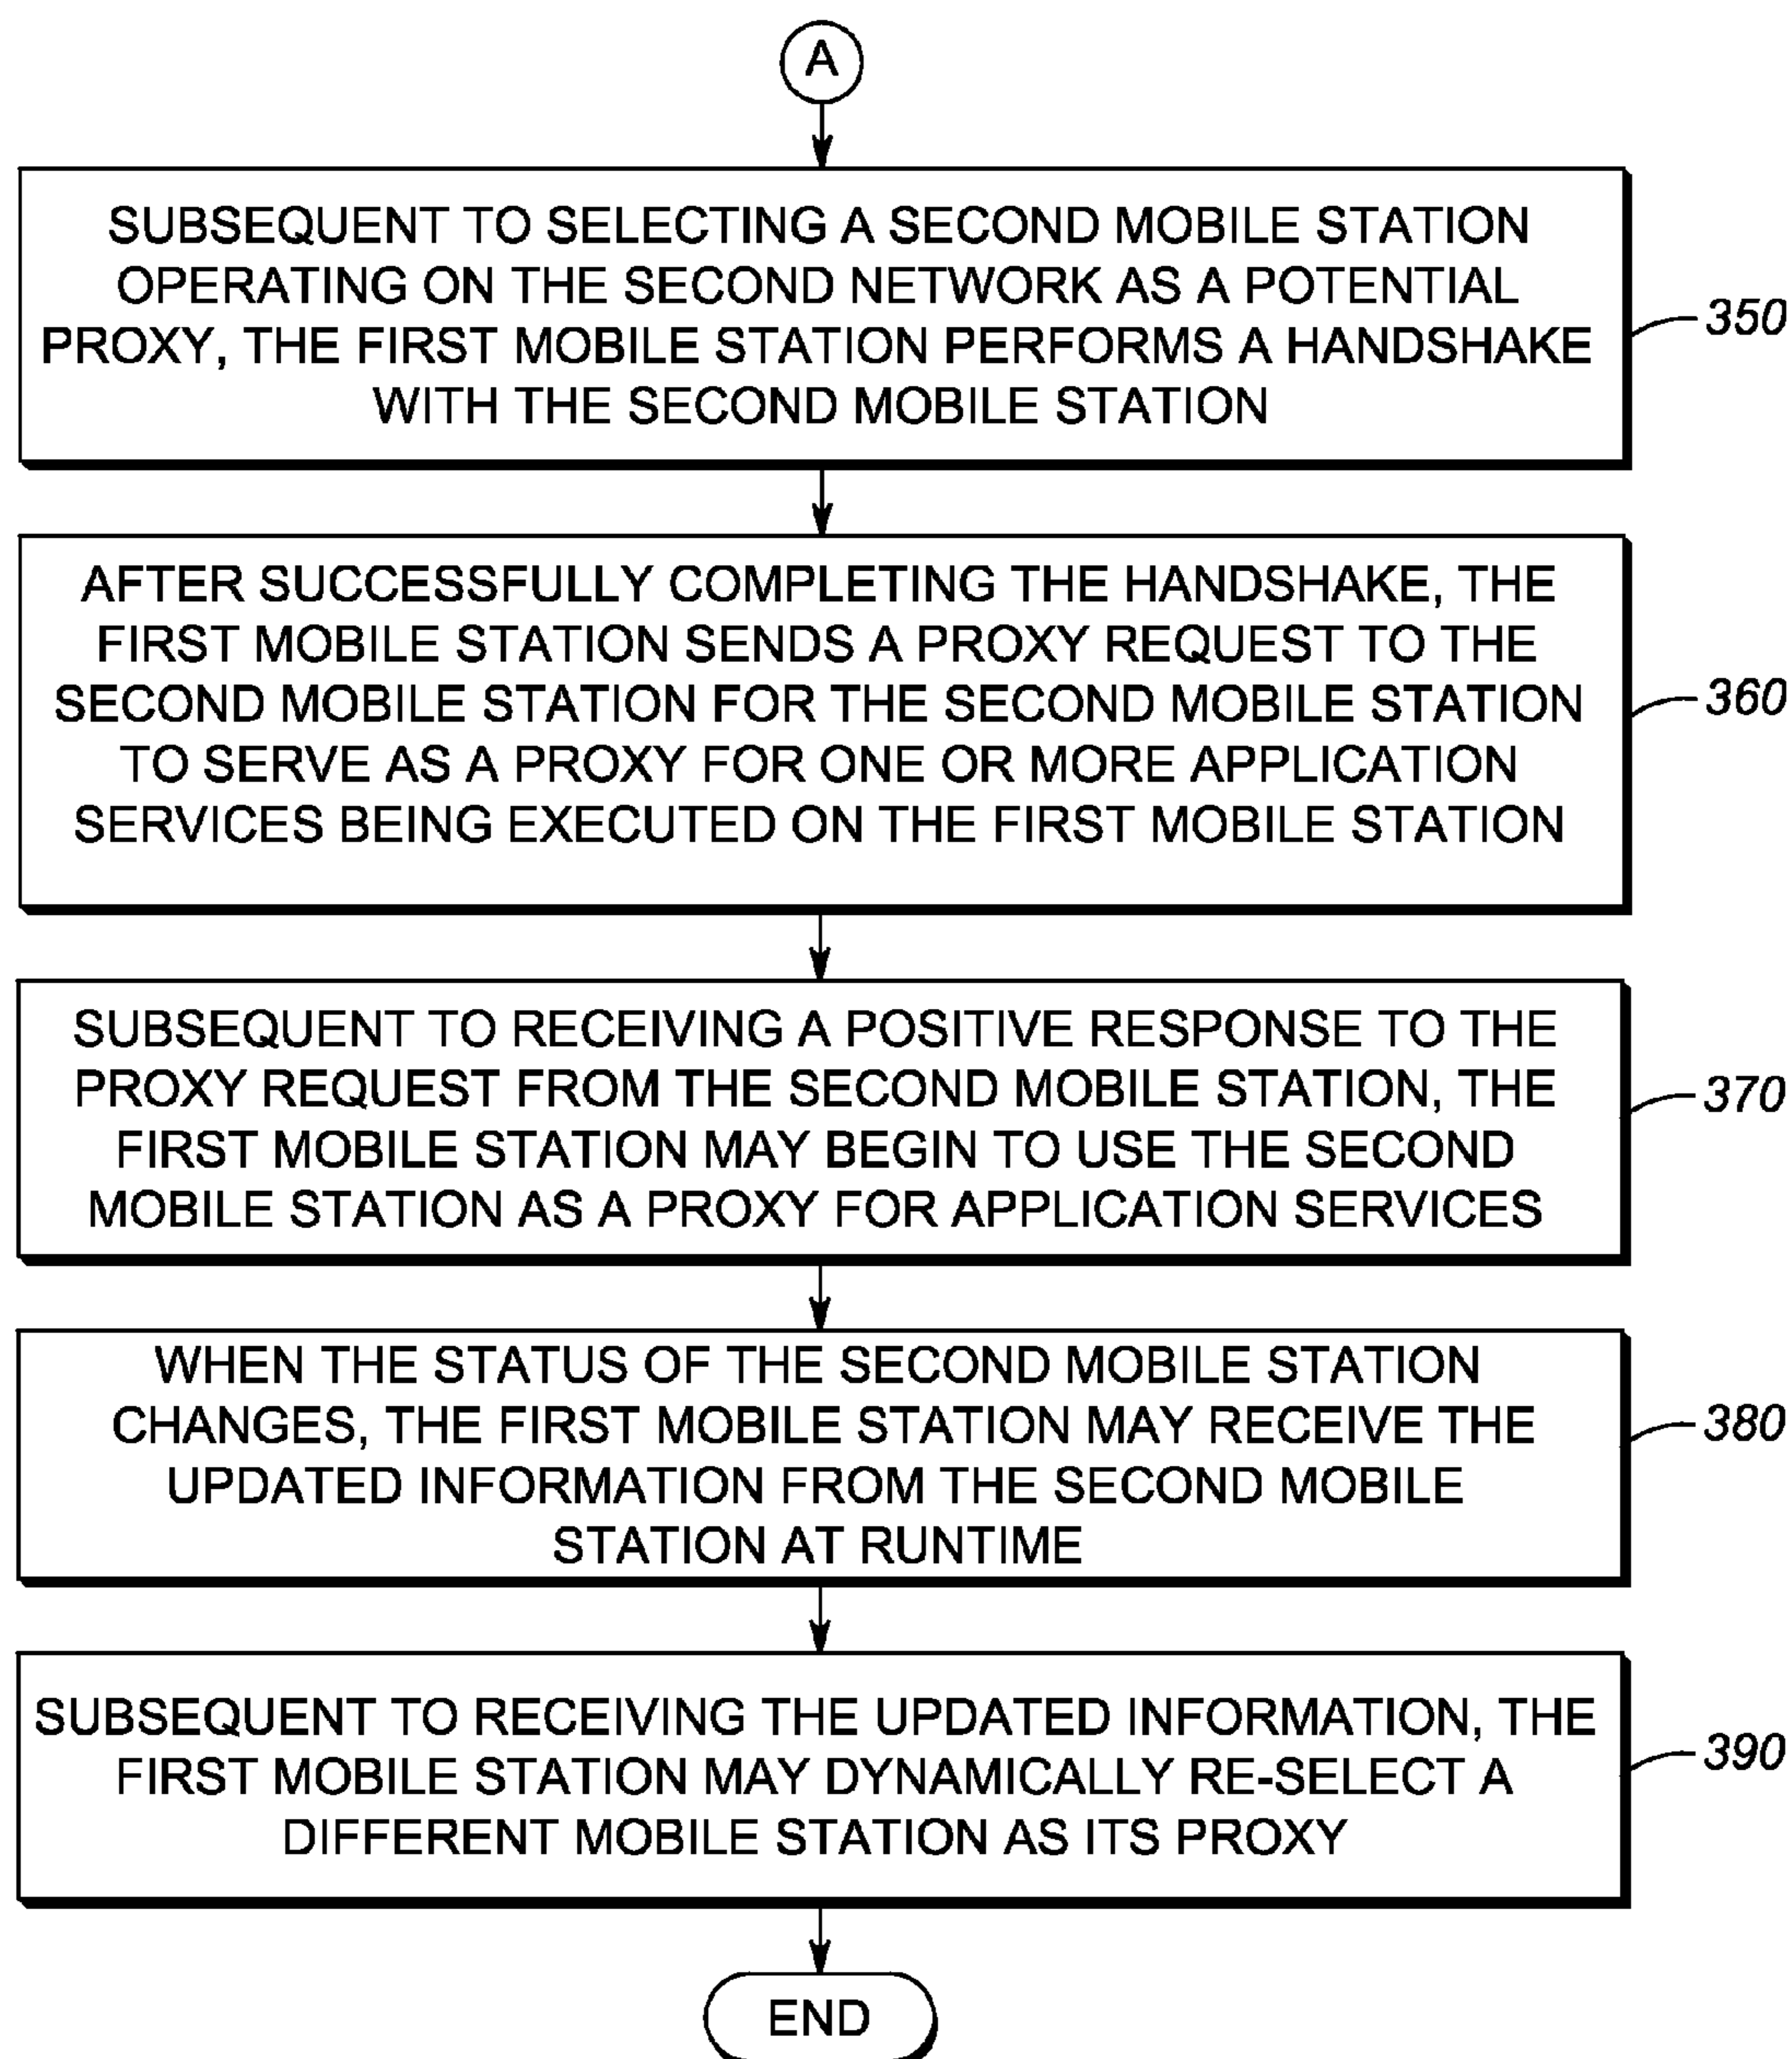 A
SUBSEQUENT TO SELECTING A SECOND MOBILE STATION
OPERATING ON THE SECOND NETWORK AS A POTENTIAL
PROXY, THE FIRST MOBILE STATION PERFORMS A HANDSHAKE
WITH THE SECOND MOBILE STATION
350
AFTER SUCCESSFULLY COMPLETING THE HANDSHAKE, THE
FIRST MOBILE STATION SENDS A PROXY REQUEST TO THE
SECOND MOBILE STATION FOR THE SECOND MOBILE STATION
TO SERVE AS A PROXY FOR ONE OR MORE APPLICATION
SERVICES BEING EXECUTED ON THE FIRST MOBILE STATION
360
SUBSEQUENT TO RECEIVING A POSITIVE RESPONSE TO THE
PROXY REQUEST FROM THE SECOND MOBILE STATION, THE
FIRST MOBILE STATION MAY BEGIN TO USE THE SECOND
MOBILE STATION AS A PROXY FOR APPLICATION SERVICES
370
WHEN THE STATUS OF THE SECOND MOBILE STATION
CHANGES, THE FIRST MOBILE STATION MAY RECEIVE THE
UPDATED INFORMATION FROM THE SECOND MOBILE
STATION AT RUNTIME
380
SUBSEQUENT TO RECEIVING THE UPDATED INFORMATION, THE
FIRST MOBILE STATION MAY DYNAMICALLY RE-SELECT A
DIFFERENT MOBILE STATION AS ITS PROXY
390
END